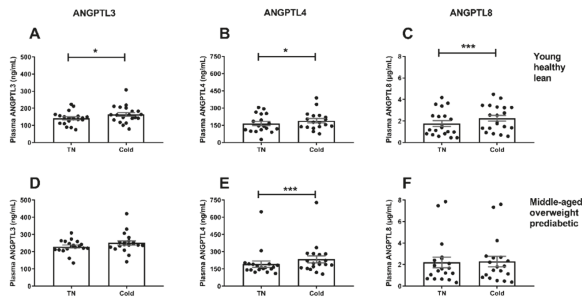 ANGPTL3 ANGPTL4 ANGPTL8
A B C
* * ***
Plasma ANGPTL3 (ng/mL) Plasma ANGPTL4 (ng/mL) Plasma ANGPTL8 (µg/mL)
500 400 300 200 100 0
750 600 450 300 150 0
8 6 4 2 0
TN Cold TN Cold TN Cold
Young
healthy
lean
D E F
***
Plasma ANGPTL3 (ng/mL) Plasma ANGPTL4 (ng/mL) Plasma ANGPTL8 (µg/mL)
500 400 300 200 100 0
750 600 450 300 150 0
8 6 4 2 0
TN Cold TN Cold TN Cold
Middle-aged
overweight
prediabetic